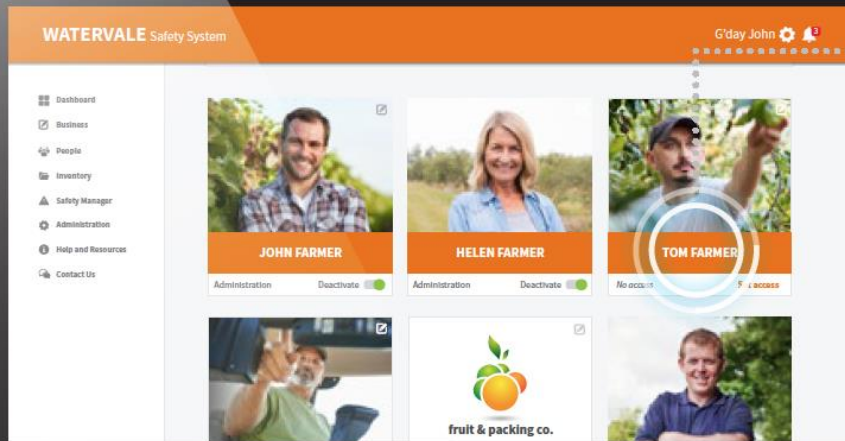 WATERVALE Safety System
G'day John
3
Dashboard
Business
People
Inventory
Safety Manager
Administration
Help and Resources
Contact Us
JOHN FARMER
HELEN FARMER
TOM FARMER
Administration Deactivate
Administration Deactivate
No access Set access
fruit & packing co.